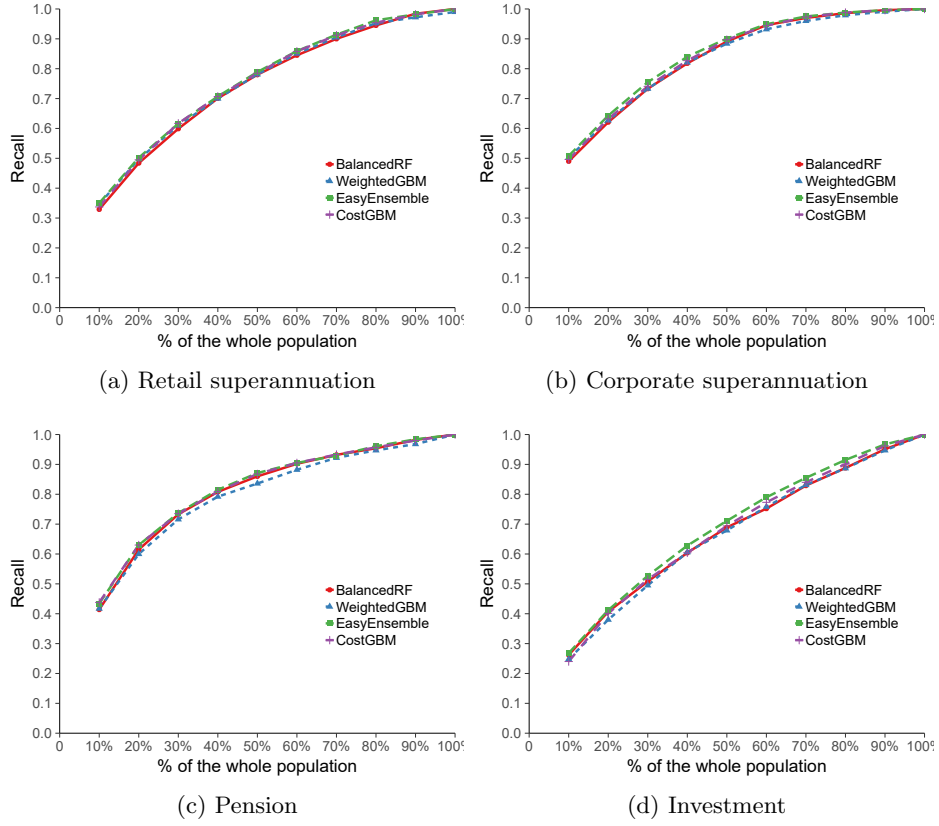 1.0
0.9
0.8
0.7
0.6
0.5
0.4
0.3
0.2
0.1
0.0
Recall
BalancedRF
WeightedGBM
EasyEnsemble
CostGBM
0 10% 20% 30% 40% 50% 60% 70% 80% 90% 100%
% of the whole population
(a) Retail superannuation
1.0
0.9
0.8
0.7
0.6
0.5
0.4
0.3
0.2
0.1
0.0
Recall
BalancedRF
WeightedGBM
EasyEnsemble
CostGBM
0 10% 20% 30% 40% 50% 60% 70% 80% 90% 100%
% of the whole population
(b) Corporate superannuation
1.0
0.9
0.8
0.7
0.6
0.5
0.4
0.3
0.2
0.1
0.0
Recall
BalancedRF
WeightedGBM
EasyEnsemble
CostGBM
0 10% 20% 30% 40% 50% 60% 70% 80% 90% 100%
% of the whole population
(c) Pension
1.0
0.9
0.8
0.7
0.6
0.5
0.4
0.3
0.2
0.1
0.0
Recall
BalancedRF
WeightedGBM
EasyEnsemble
CostGBM
0 10% 20% 30% 40% 50% 60% 70% 80% 90% 100%
% of the whole population
(d) Investment